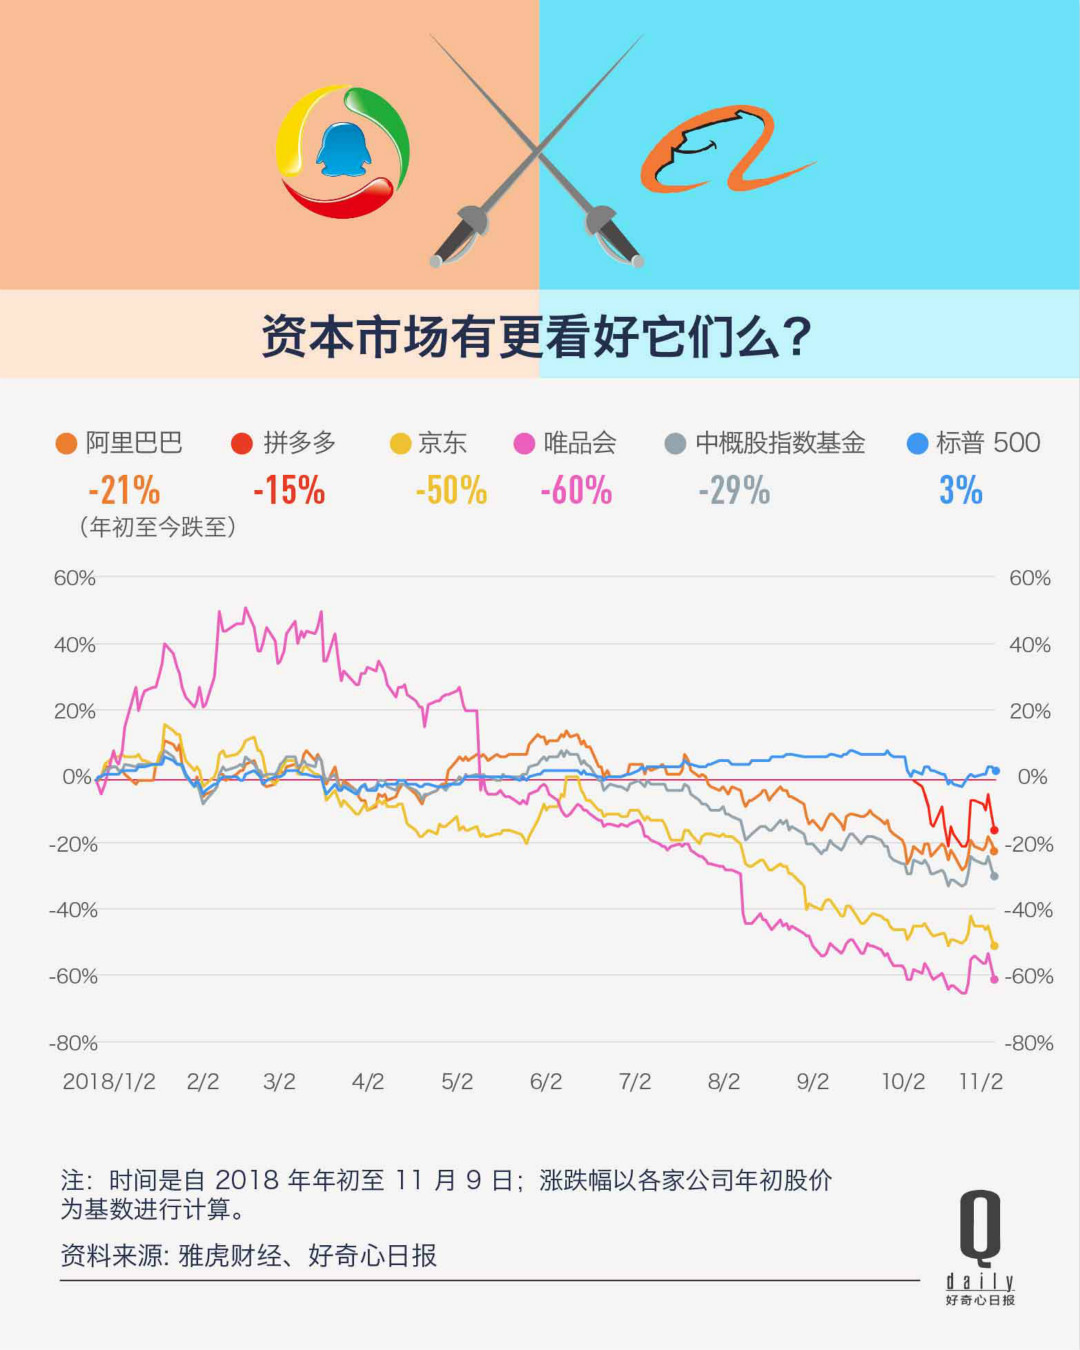 资本市场有更看好它们么？
阿里巴巴 拼多多 京东 唯品会 中概股指数基金 标普 500
-21% -15% -50% -60% -29% 3%
（年初至今跌至）
60% 60%
40% 40%
20% 20%
0% 0%
-20% -20%
-40% -40%
-60% -60%
-80% -80%
2018/1/2 2/2 3/2 4/2 5/2 6/2 7/2 8/2 9/2 10/2 11/2
注：时间是自 2018 年年初至 11 月 9 日；涨跌幅以各家公司年初股价
为基数进行计算。
资料来源: 雅虎财经、好奇心日报
Q
daily
好奇心日报